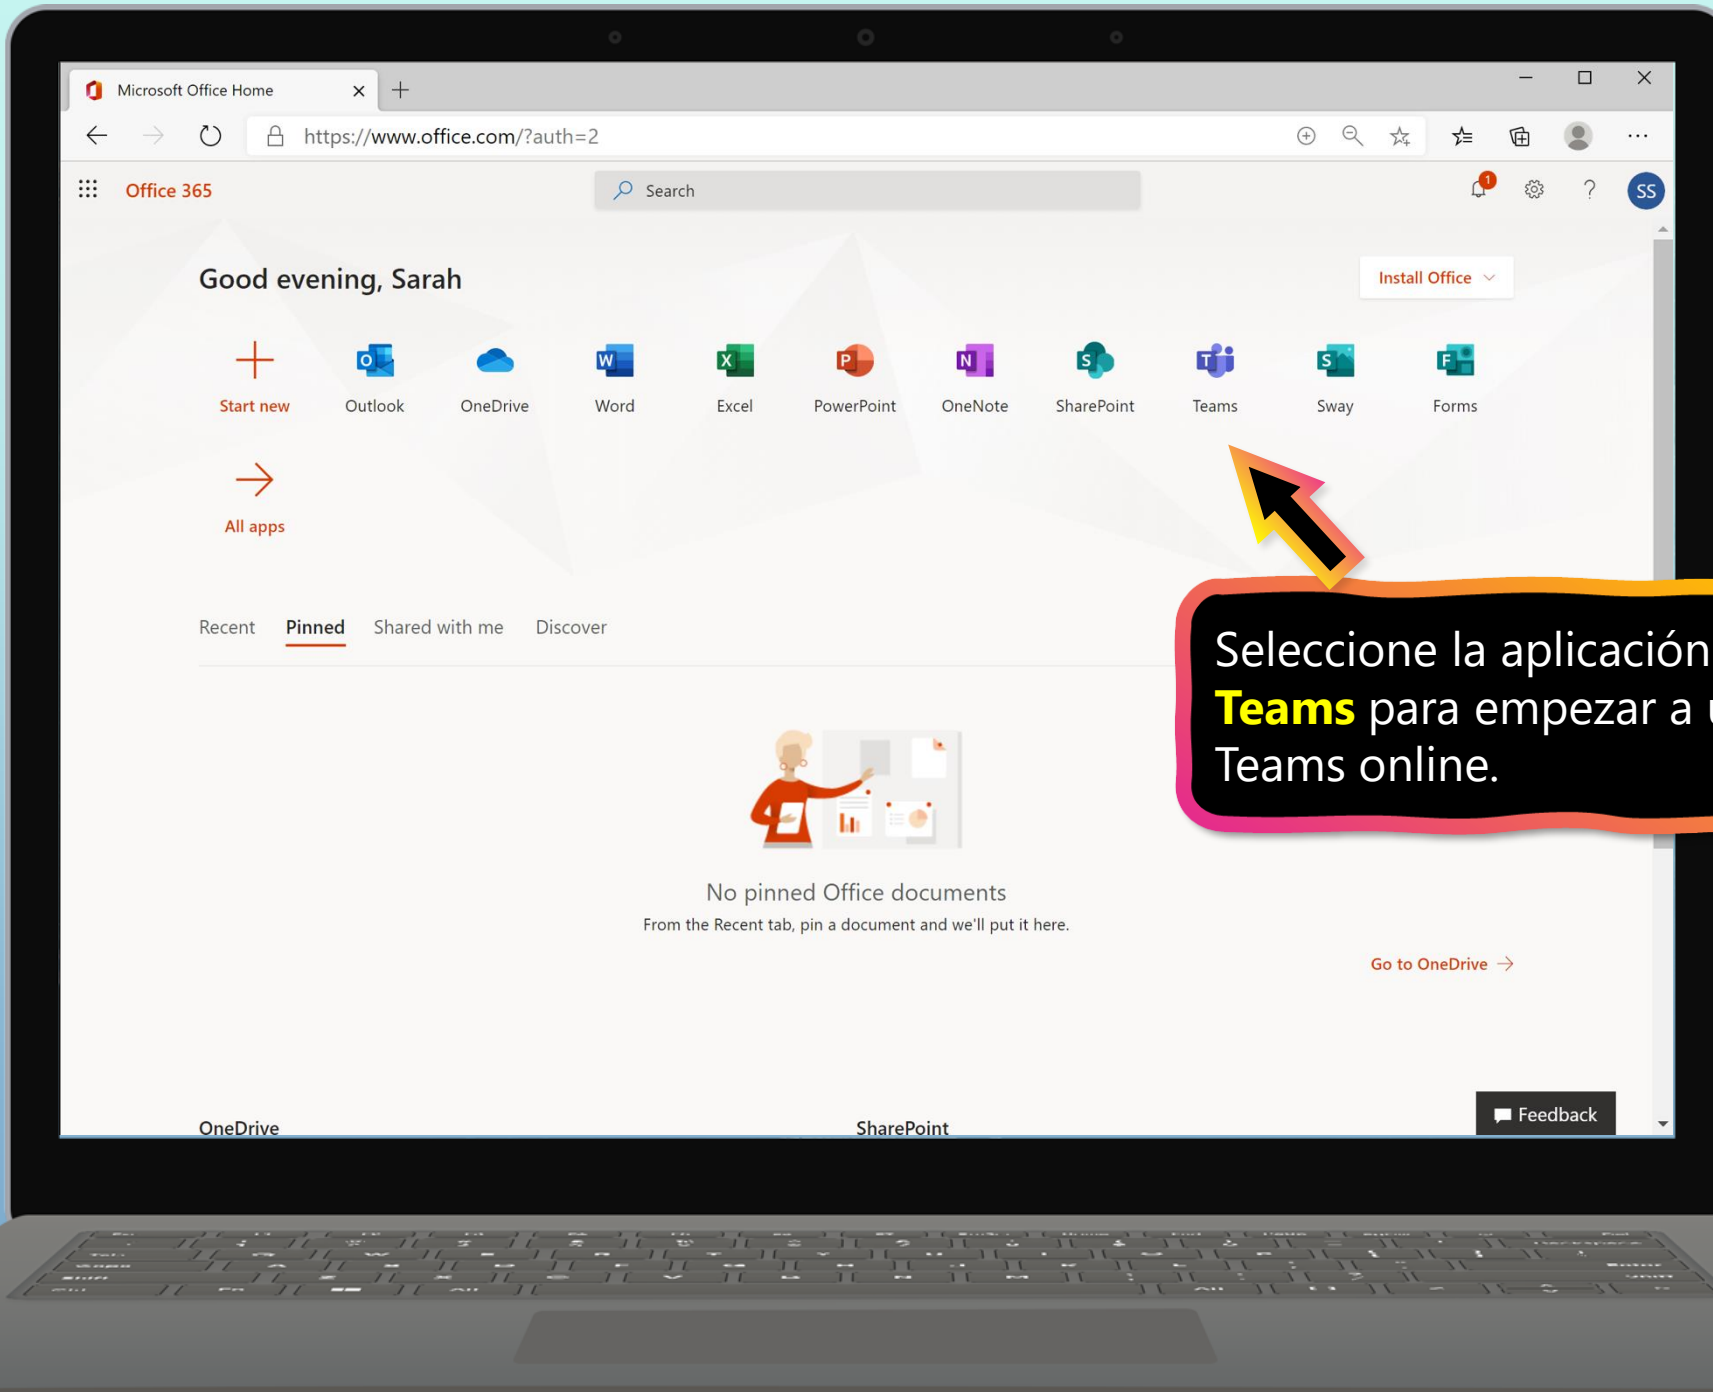 Microsoft Office Home
https://www.office.com/?auth=2
Office 365
Search
1
?
SS
Good evening, Sarah
Install Office
Start new
Outlook
OneDrive
Word
Excel
PowerPoint
OneNote
SharePoint
Teams
Sway
Forms
All apps
Recent Pinned Shared with me Discover
Seleccione la aplicación
Teams para empezar a
Teams online.
No pinned Office documents
From the Recent tab, pin a document and we'll put it here.
Go to OneDrive
Feedback
OneDrive
SharePoint